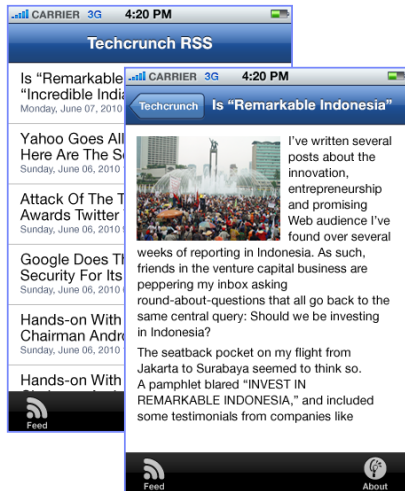 CARRIER 3G 4:20 PM
Techcrunch RSS
Is “Remarkable
“Incredible India
Monday, June 07, 2010
Yahoo Goes All
Here Are The
Sunday, June 06, 2010
Attack Of The T
Awards Twitter
Sunday, June 06, 2010
Google Does
Security For Its
Sunday, June 06, 2010
Hands-on With
Chairman
Sunday, June 06, 2010
Hands-on With
Feed
CARRIER 3G 4:20 PM
Techcrunch Is “Remarkable Indonesia”
I’ve written several
posts about the
innovation,
entrepreneurship
and promising
Web audience I’ve
found over several
weeks of reporting in Indonesia. As such,
friends in the venture capital business are
peppering my inbox asking
round-about-questions that all go back to the
same central query: Should we be investing
in Indonesia?
The seatback pocket on my flight from
Jakarta to Surabaya seemed to think so.
A pamphlet blared “INVEST IN
REMARKABLE INDONESIA,” and included
some testimonials from companies like
Feed About